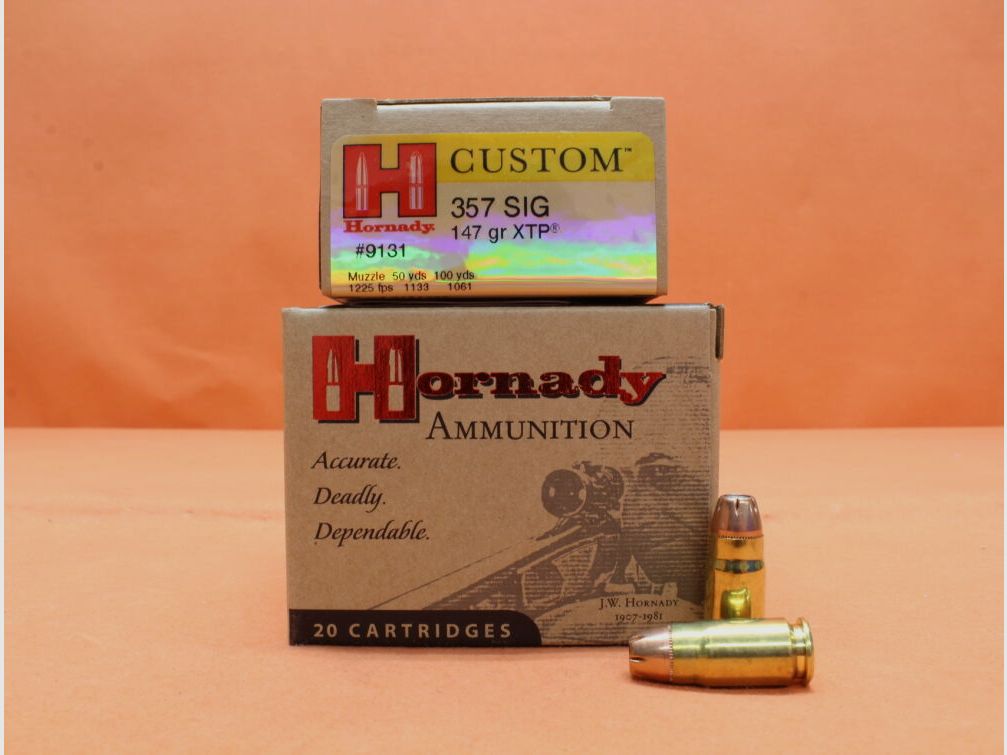 CUSTOM™
Hornady.
357 SIG
147 gr XTP®
#9131
Muzzle 50 yds 100 yds
1225 fps 1133 1061
Hornady
AMMUNITION
Accurate.
Deadly.
Dependable.
J.W. HORNADY
1907-1981
20 CARTRIDGES